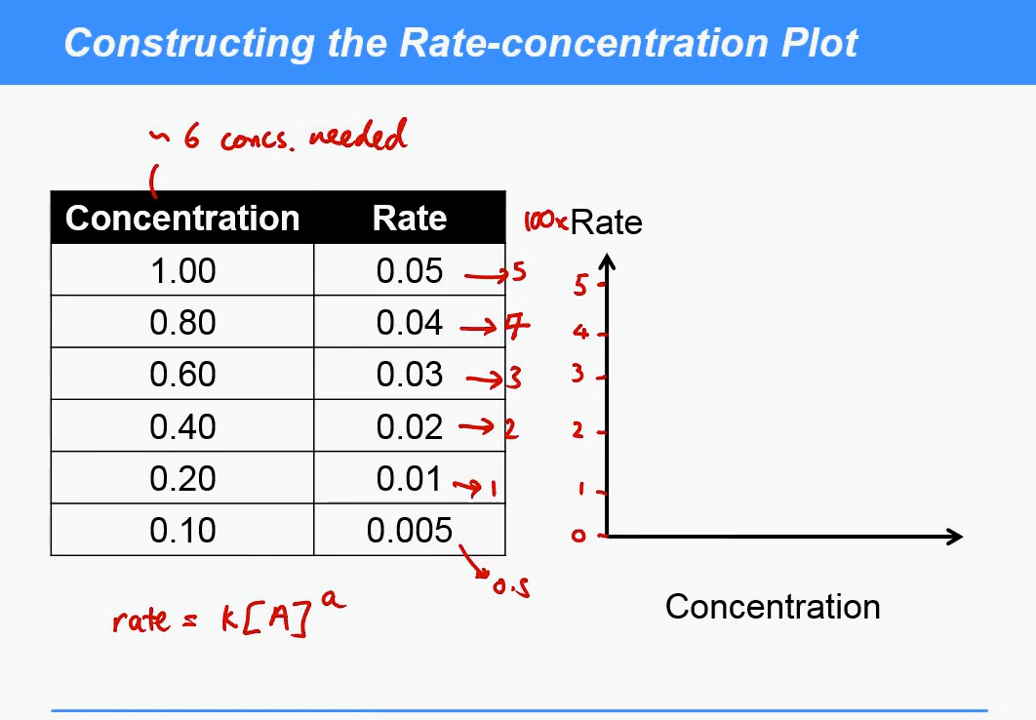 Constructing the Rate-concentration Plot
~ 6 concs. needed
Concentration Rate
1.00 0.05 → 5
0.80 0.04 → 4
0.60 0.03 → 3
0.40 0.02 → 2
0.20 0.01 → 1
0.10 0.005
0.5
rate = k[A]^a
100x Rate
5
4
3
2
1
0
Concentration